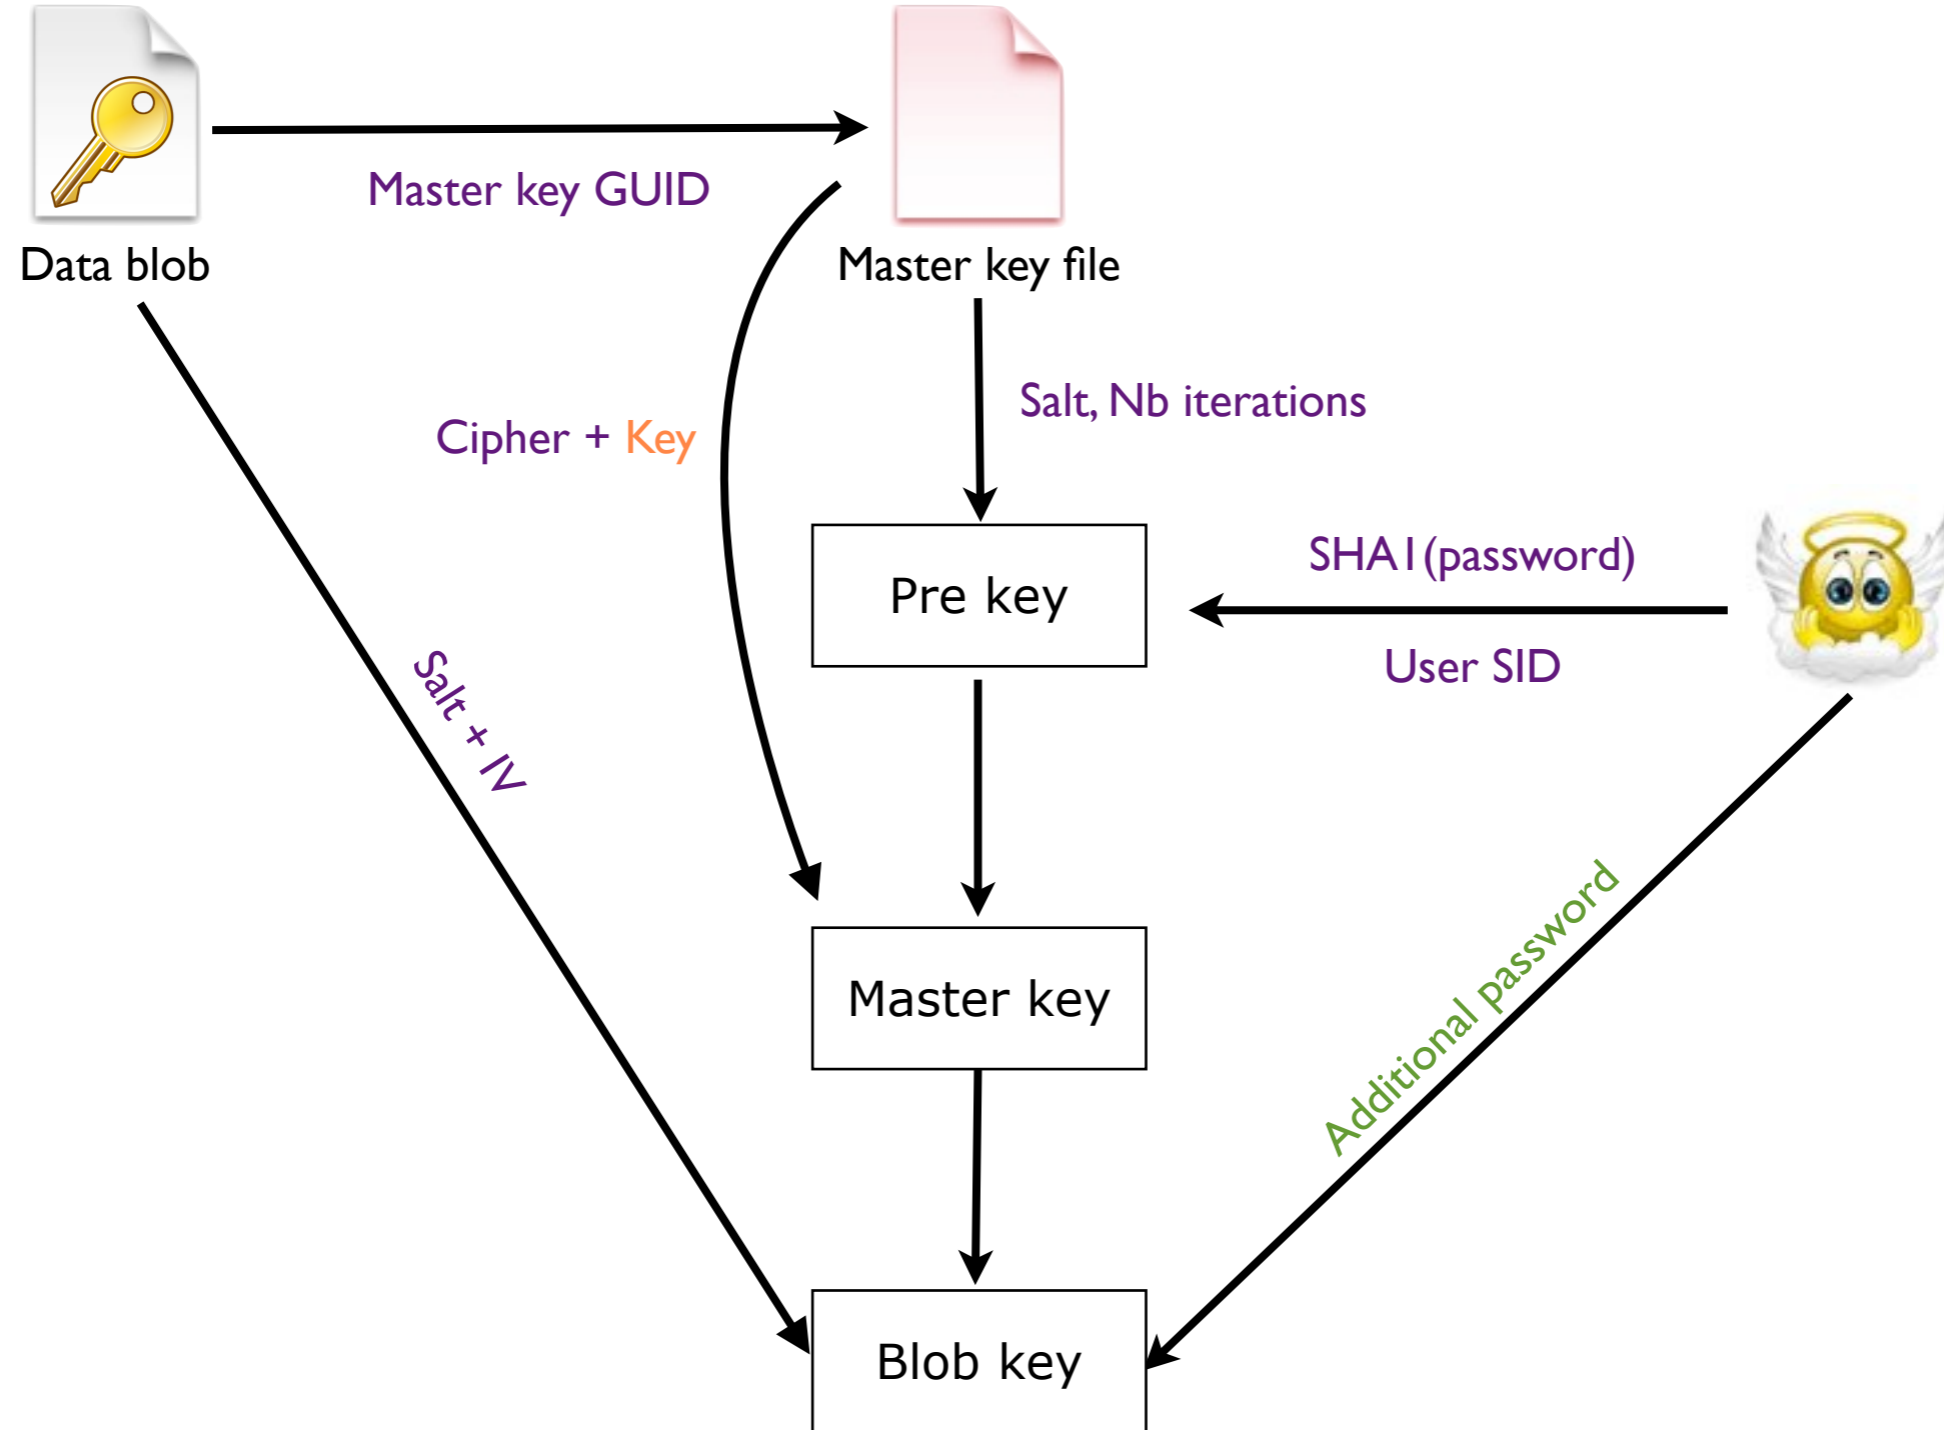 Master key GUID
Data blob
Master key file
Salt, Nb iterations
Cipher + Key
SHA1(password)
Pre key
User SID
Salt + IV
Additional password
Master key
Blob key